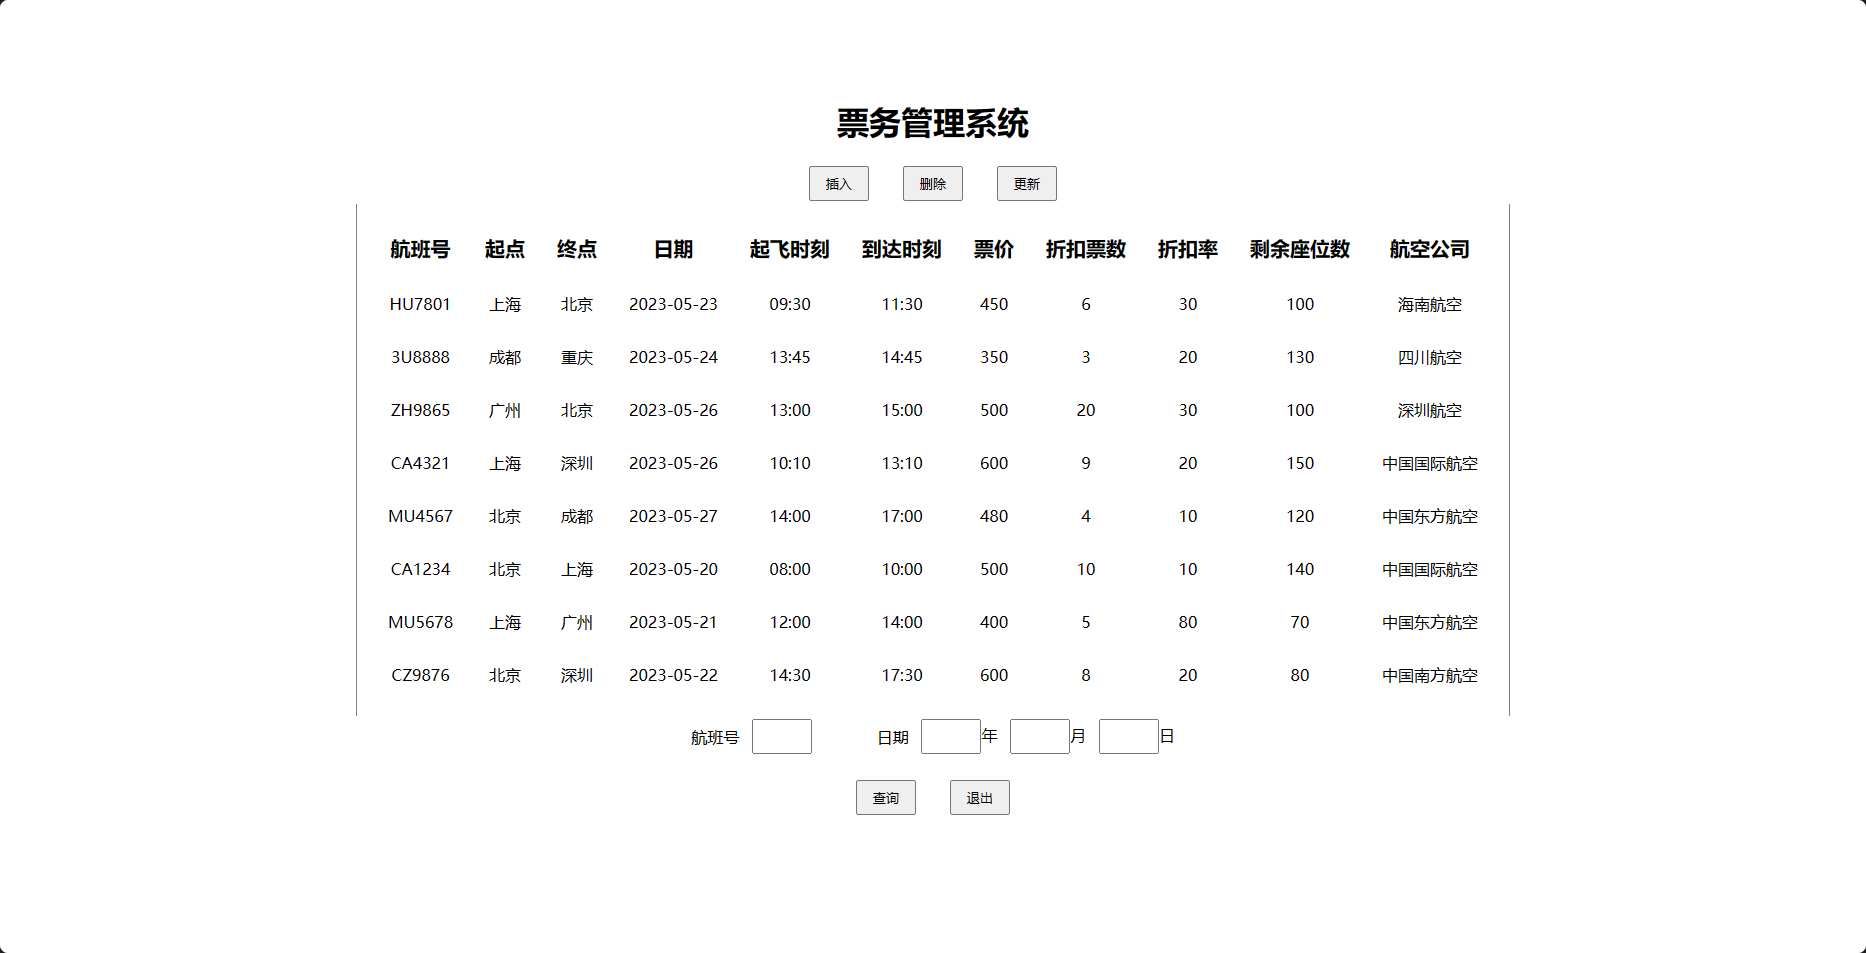 票务管理系统
插入 删除 更新
航班号 起点 终点 日期 起飞时刻 到达时刻 票价 折扣票数 折扣率 剩余座位数 航空公司
HU7801 上海 北京 2023-05-23 09:30 11:30 450 6 30 100 海南航空
3U8888 成都 重庆 2023-05-24 13:45 14:45 350 3 20 130 四川航空
ZH9865 广州 北京 2023-05-26 13:00 15:00 500 20 30 100 深圳航空
CA4321 上海 深圳 2023-05-26 10:10 13:10 600 9 20 150 中国国际航空
MU4567 北京 成都 2023-05-27 14:00 17:00 480 4 10 120 中国东方航空
CA1234 北京 上海 2023-05-20 08:00 10:00 500 10 10 140 中国国际航空
MU5678 上海 广州 2023-05-21 12:00 14:00 400 5 80 70 中国东方航空
CZ9876 北京 深圳 2023-05-22 14:30 17:30 600 8 20 80 中国南方航空
航班号 日期 年 月 日
查询 退出